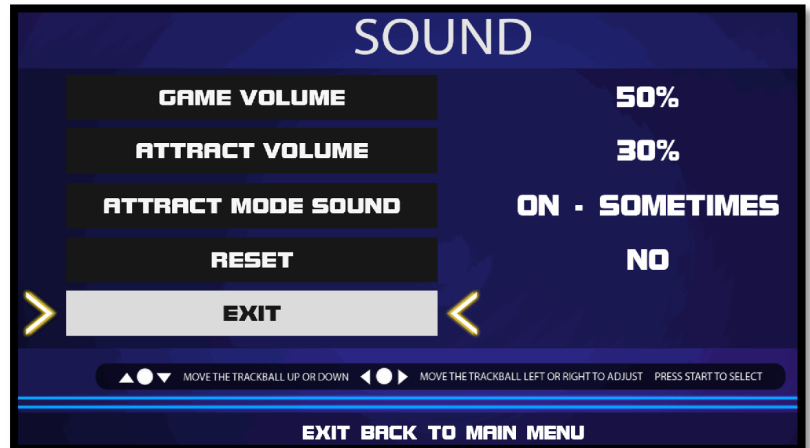 SOUND
GAME VOLUME 50%
ATTRACT VOLUME 30%
ATTRACT MODE SOUND ON - SOMETIMES
RESET NO
EXIT
MOVE THE TRACKBALL UP OR DOWN MOVE THE TRACKBALL LEFT OR RIGHT TO ADJUST PRESS START TO SELECT
EXIT BACK TO MAIN MENU